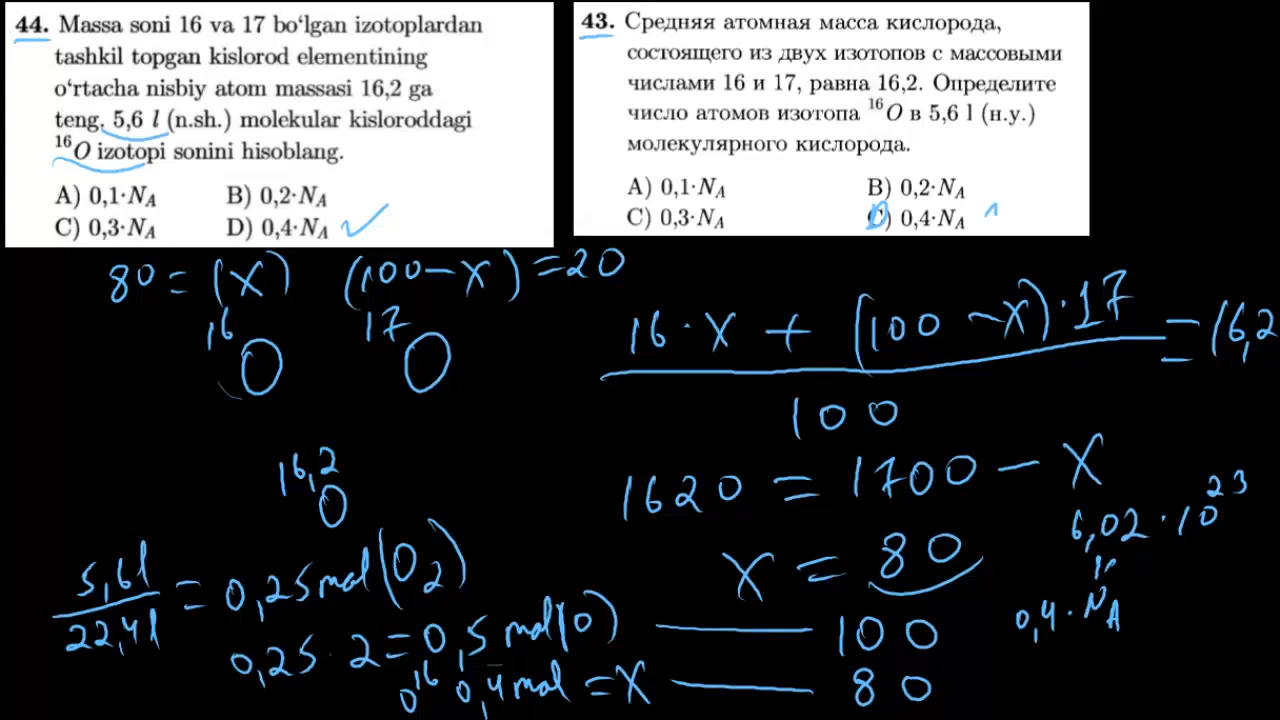 44. Massa soni 16 va 17 bo‘lgan izotoplardan
tashkil topgan kislorod elementining
o‘rtacha nisbiy atom massasi 16,2 ga
teng. 5,6 l (n.sh.) molekular kisloroddagi
¹⁶O izotopi sonini hisoblang.
A) 0,1·N_A B) 0,2·N_A
C) 0,3·N_A D) 0,4·N_A
43. Средняя атомная масса кислорода,
состоящего из двух изотопов с массовыми
числами 16 и 17, равна 16,2. Определите
число атомов изотопа ¹⁶O в 5,6 l (н.у.)
молекулярного кислорода.
A) 0,1·N_A B) 0,2·N_A
C) 0,3·N_A D) 0,4·N_A
80 = (x) (100 − x) = 20
¹⁶O ¹⁷O
16 · x + (100 − x) · 17 = 16,2
100
1620 = 1700 − x
x = 80
16,2 O
5,6 l / 22,4 l = 0,25 mol (O₂)
0,25 · 2 = 0,5 mol (O) — 100
O¹⁶ 0,4 mol = x — 80
6,02 · 10²³
0,4 · N_A